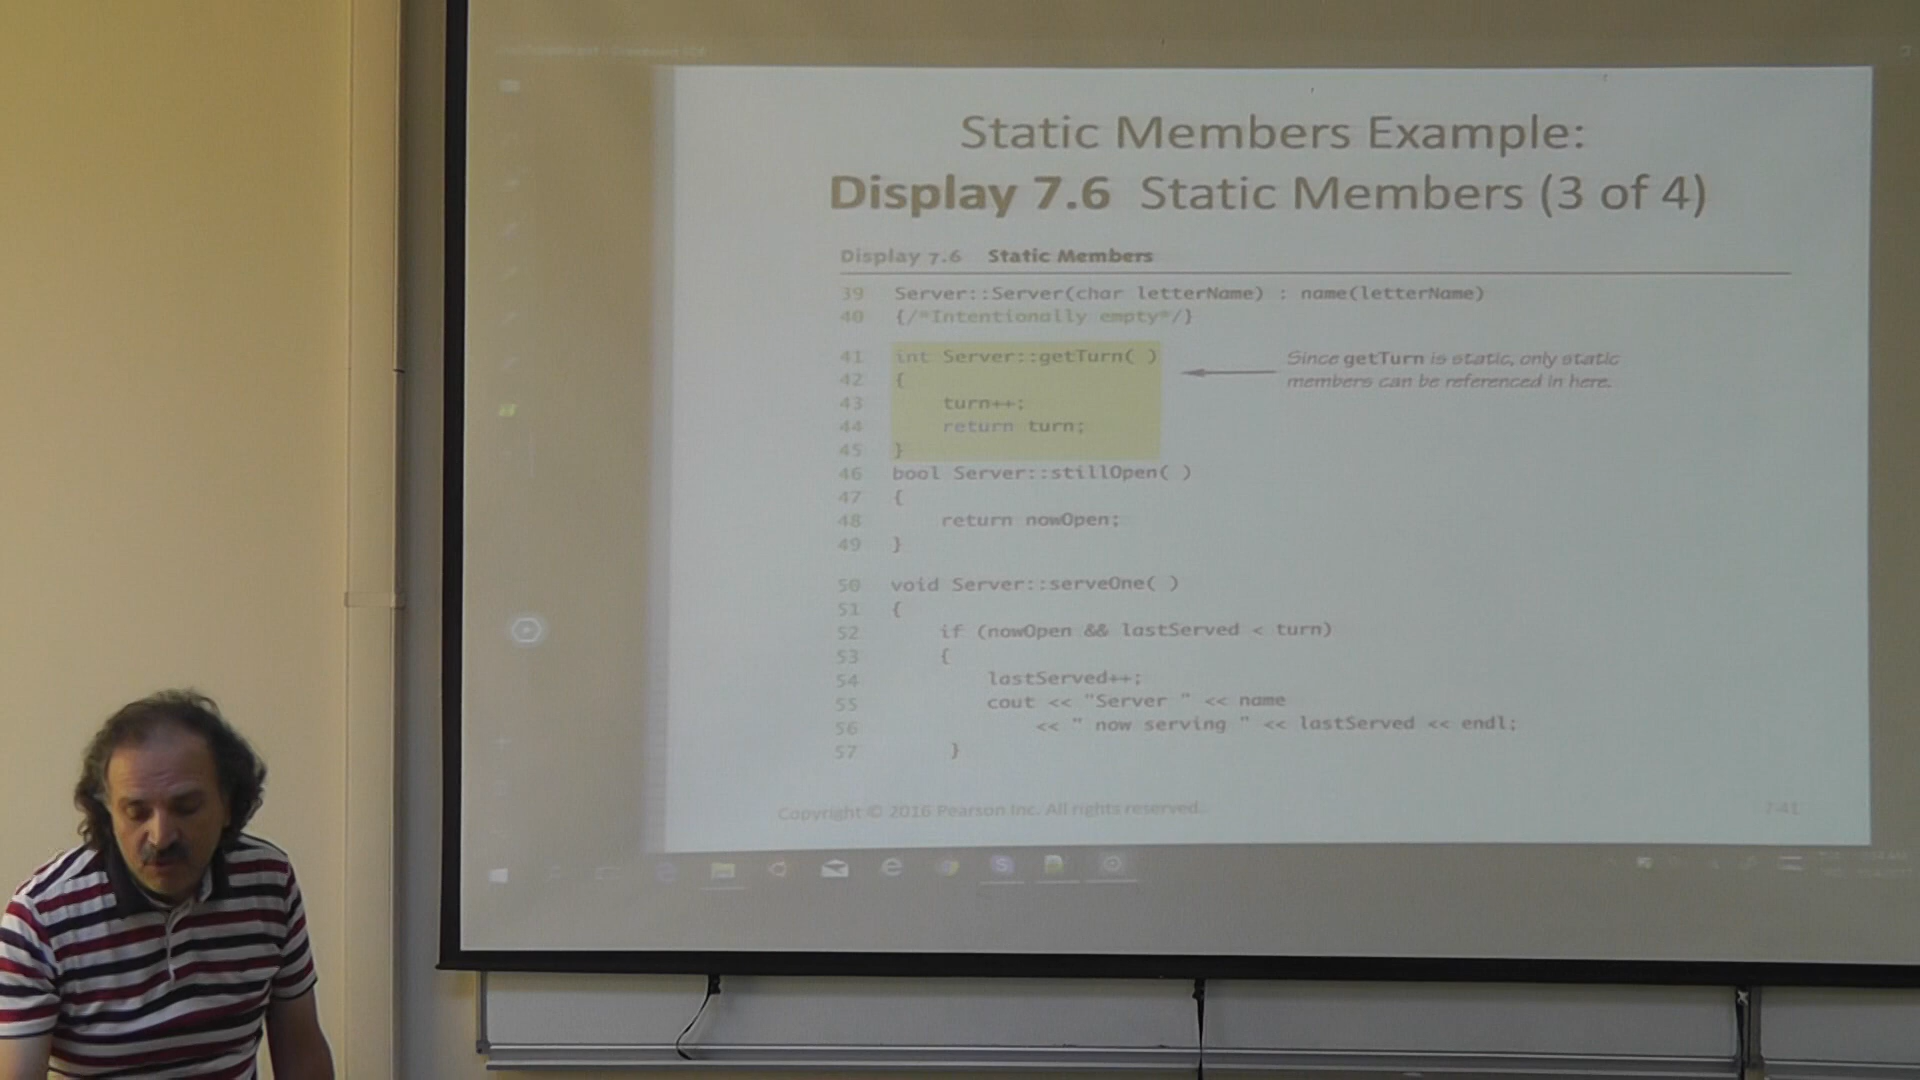 Static Members Example:
Display 7.6 Static Members (3 of 4)
Display 7.6 Static Members
39 Server::Server(char letterName) : name(letterName)
40 {/*Intentionally empty*/}
41 int Server::getTurn( )
42 {
43 turn++;
44 return turn;
45 }
Since getTurn is static, only static
members can be referenced in here.
46 bool Server::stillOpen( )
47 {
48 return nowOpen;
49 }
50 void Server::serveOne( )
51 {
52 if (nowOpen && lastServed < turn)
53 {
54 lastServed++;
55 cout << "Server " << name
56 << " now serving " << lastServed << endl;
57 }
Copyright © 2016 Pearson Inc. All rights reserved.
7-41